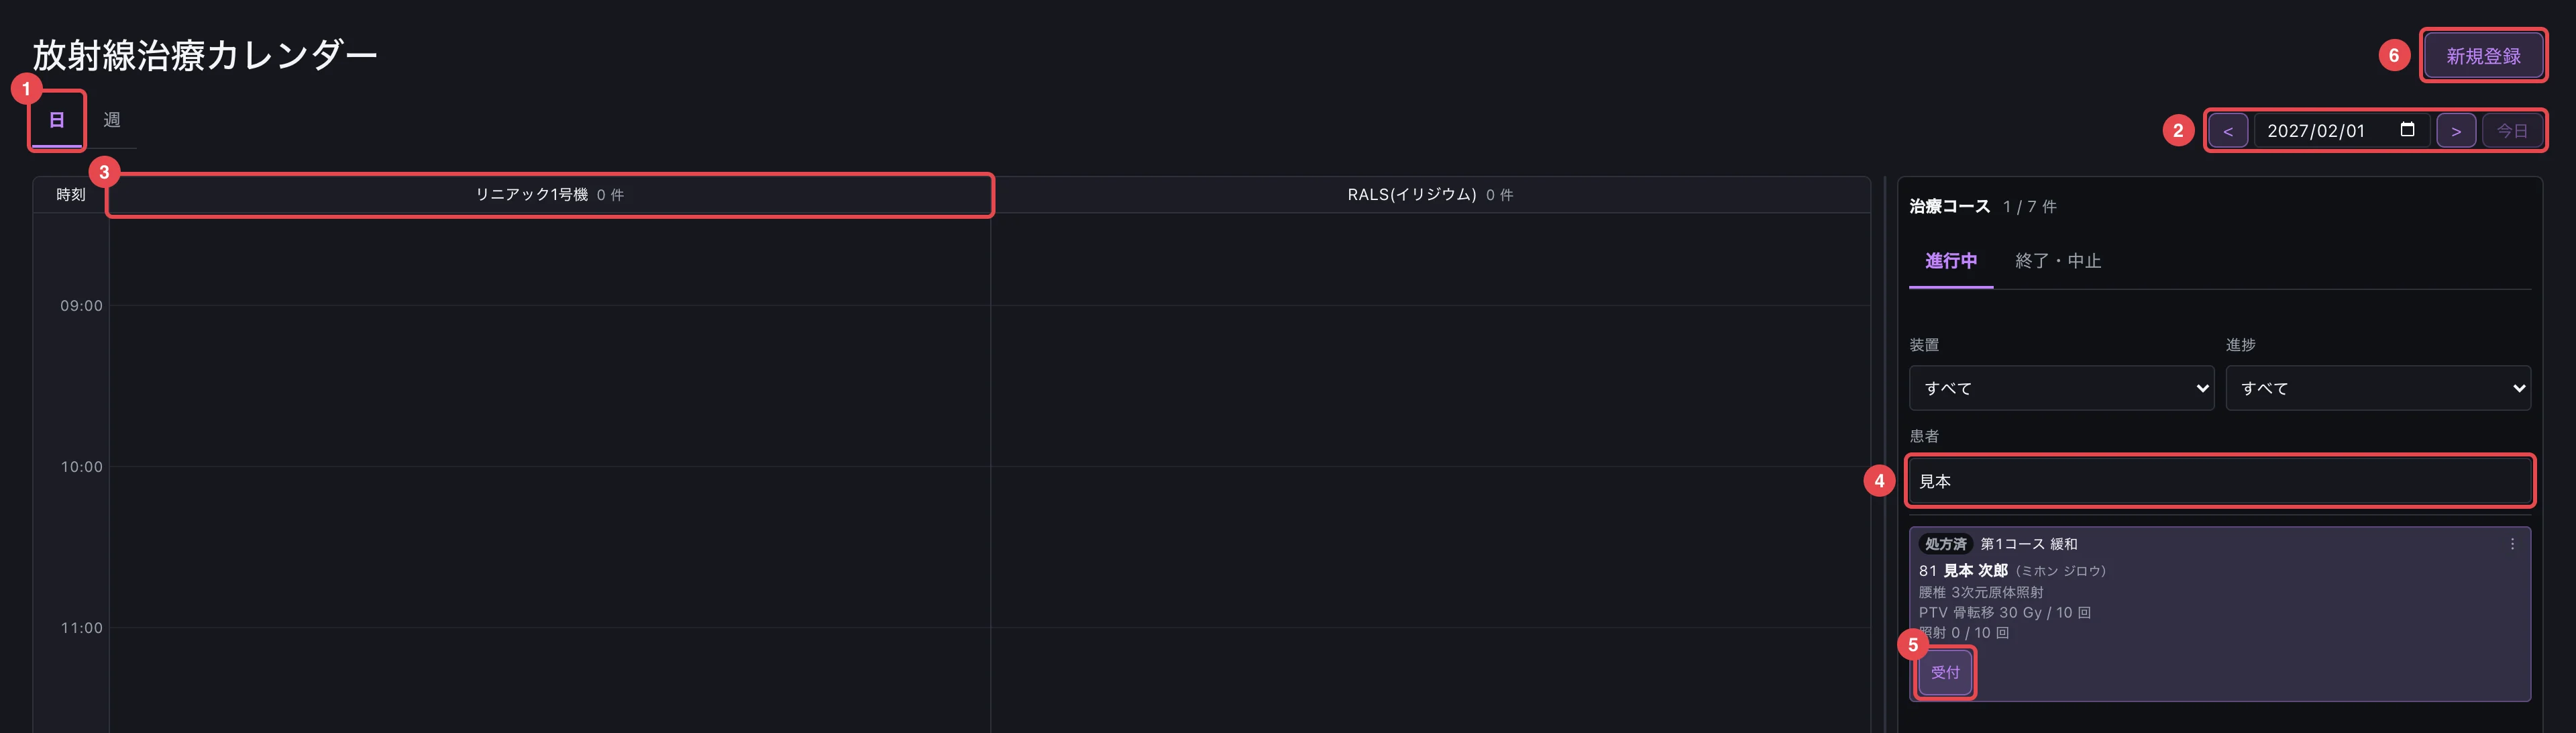 放射線治療カレンダー
6
新規登録
1
日 週
2
< 2027/02/01 > 今日
3
時刻 リニアック1号機 0 件 RALS(イリジウム) 0 件
09:00
10:00
11:00
治療コース 1 / 7 件
進行中 終了・中止
装置 進捗
すべて すべて
患者
4
見本
処方済 第1コース 緩和
81 見本 次郎 (ミホン ジロウ)
腰椎 3次元原体照射
PTV 骨転移 30 Gy / 10 回
照射 0 / 10 回
5
受付